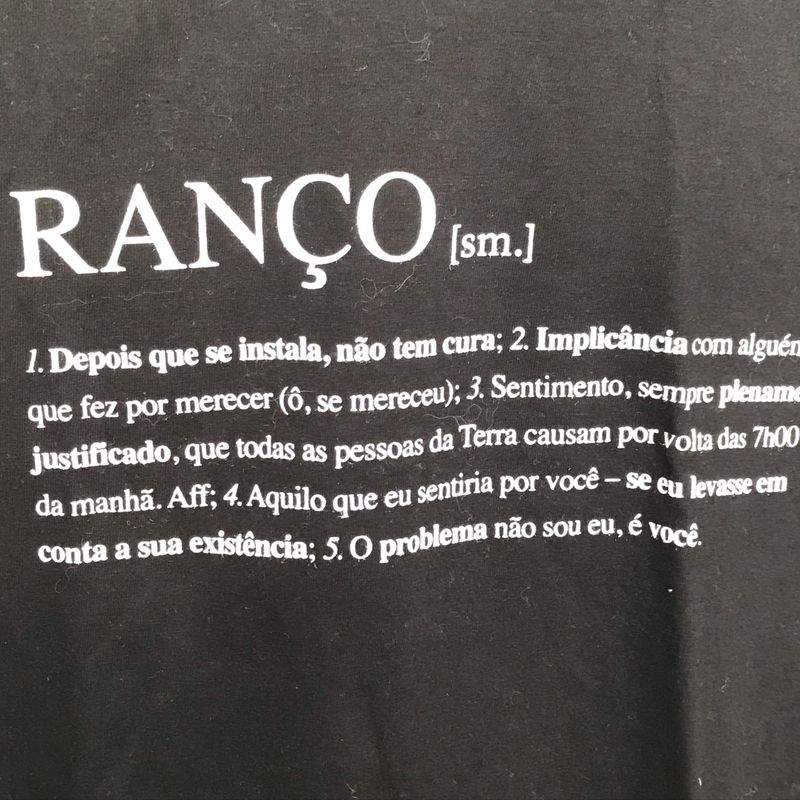 RANÇO [sm.]
1. Depois que se instala, não tem cura; 2. Implicância com alguém
que fez por merecer (ô, se mereceu); 3. Sentimento, sempre
justificado, que todas as pessoas da Terra causam por volta das 7h00
da manhã. Aff; 4. Aquilo que eu sentiria por você – se eu levasse em
conta a sua existência; 5. O problema não sou eu, é você.